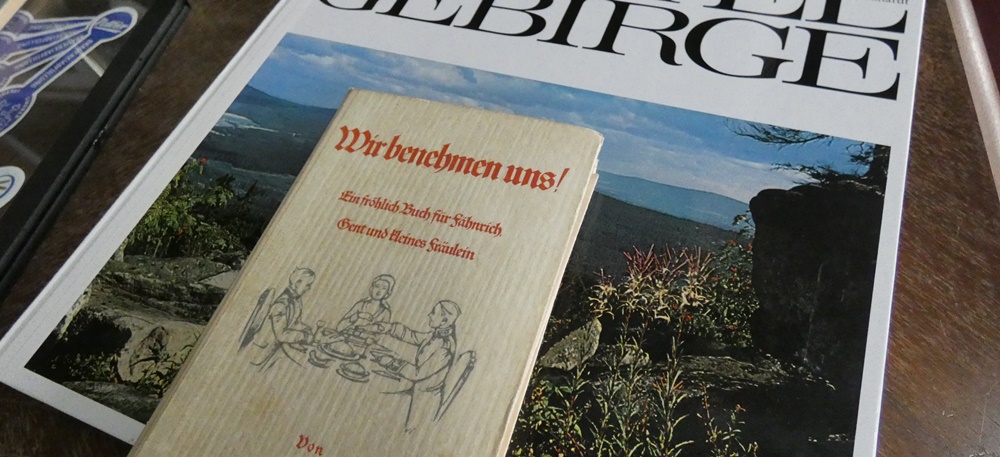 GEBIRGE
Wir benehmen uns!
Ein fröhlich Buch für Fähnrich,
Gent und kleines Fräulein
Von